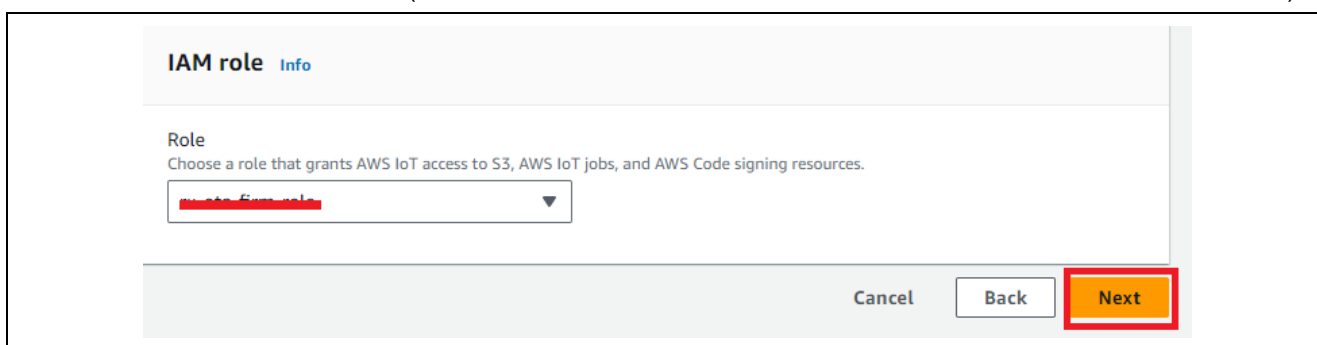 IAM role Info
Role
Choose a role that grants AWS IoT access to S3, AWS IoT jobs, and AWS Code signing resources.
Cancel Back Next